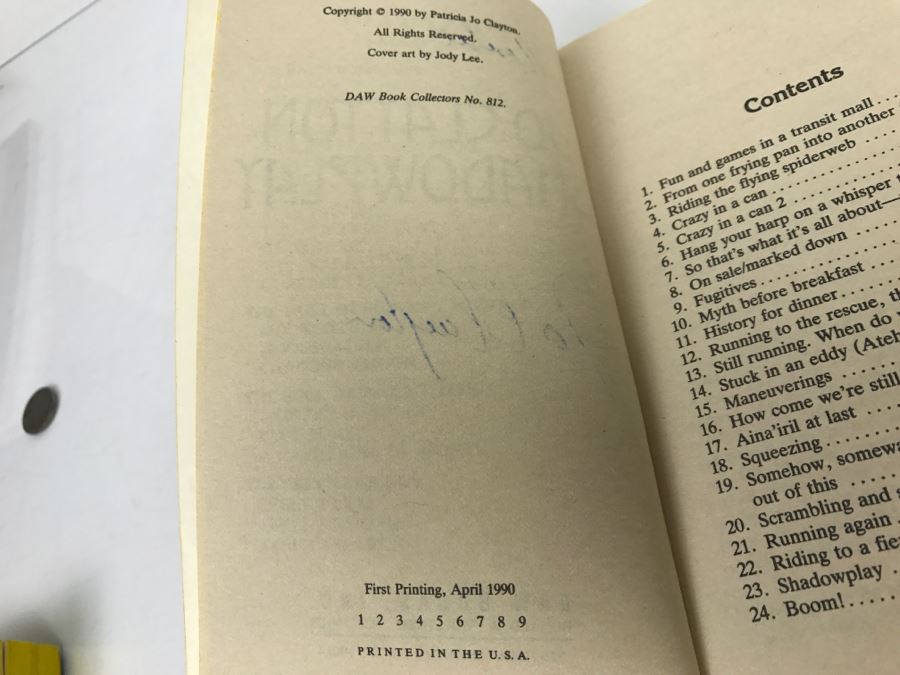 Copyright © 1990 by Patricia Jo Clayton.
All Rights Reserved.
Cover art by Jody Lee.
DAW Book Collectors No. 812.
First Printing, April 1990
1 2 3 4 5 6 7 8 9
PRINTED IN THE U.S.A.
Contents
1. Fun and games in a transit mall . . .
2. From one frying pan into another
3. Riding the flying spiderweb . . . .
4. Crazy in a can . . . . . . . . . . . . . .
5. Crazy in a can 2 . . . . . . . . . . . .
6. Hang your harp on a whisper
7. So that's what it's all about—
8. On sale/marked down . . . . .
9. Fugitives . . . . . . . . . . . . . . .
10. Myth before breakfast . . . .
11. History for dinner . . . . . . .
12. Running to the rescue,
13. Still running. When do
14. Stuck in an eddy (Ateh
15. Maneuverings . . . . . . .
16. How come we're still
17. Aina'iril at last . . . .
18. Squeezing . . . . . . . .
19. Somehow,
out of this . . . . .
20. Scrambling and
21. Running again .
22. Riding to a
23. Shadowplay .
24. Boom! . . . . .